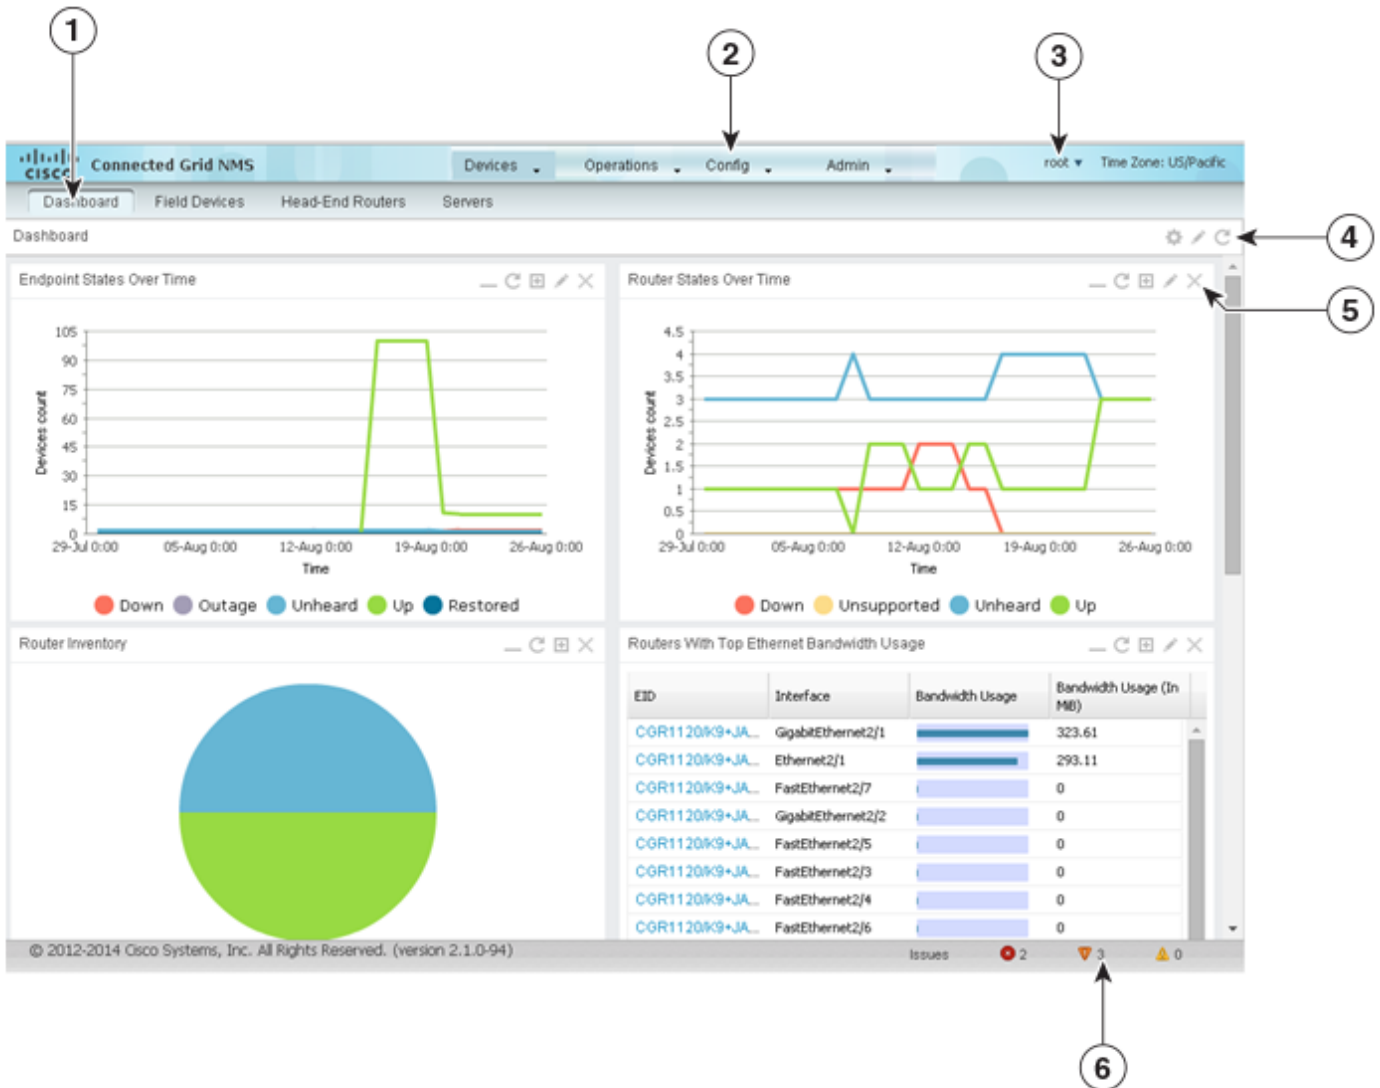 1
2
3
CISCO Connected Grid NMS Devices Operations Config Admin root Time Zone: US/Pacific
Dashboard Field Devices Head-End Routers Servers
Dashboard
4
5
Endpoint States Over Time
105
90
75
60
45
30
15
0
Devices count
29-Jul 0:00 05-Aug 0:00 12-Aug 0:00 19-Aug 0:00 26-Aug 0:00
Time
Down Outage Unheard Up Restored
Router States Over Time
4.5
4
3.5
3
2.5
2
1.5
1
0.5
0
Devices count
29-Jul 0:00 05-Aug 0:00 12-Aug 0:00 19-Aug 0:00 26-Aug 0:00
Time
Down Unsupported Unheard Up
Router Inventory
Routers With Top Ethernet Bandwidth Usage
EID Interface Bandwidth Usage Bandwidth Usage (In
MiB)
CGR1120/K9+JA... GigabitEthernet2/1 323.61
CGR1120/K9+JA... Ethernet2/1 293.11
CGR1120/K9+JA... FastEthernet2/7 0
CGR1120/K9+JA... GigabitEthernet2/2 0
CGR1120/K9+JA... FastEthernet2/5 0
CGR1120/K9+JA... FastEthernet2/3 0
CGR1120/K9+JA... FastEthernet2/4 0
CGR1120/K9+JA... FastEthernet2/6 0
© 2012-2014 Cisco Systems, Inc. All Rights Reserved. (version 2.1.0-94) Issues 2 3 0
6